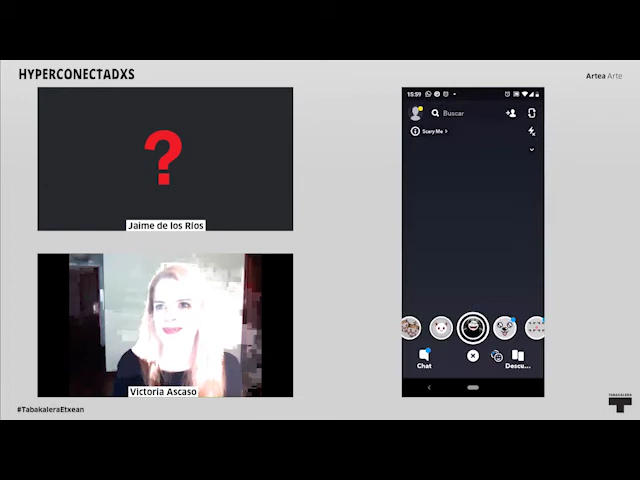 HYPERCONECTADXS
Artea Arte
?
Jaime de los Ríos
Victoria Ascaso
15:59
Buscar
Scary Me >
Chat
Descu...
#TabakaleraEtxean
TABAKALERA